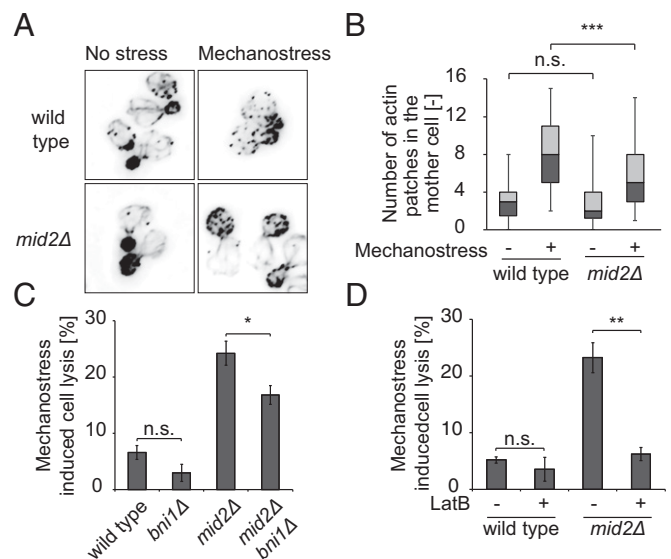 A
No stress Mechanostress
wild
type
mid2Δ
B
***
n.s.
Number of actin
patches in the
mother cell [-]
16
12
8
4
0
Mechanostress - + - +
wild type mid2Δ
C
Mechanostress
induced cell lysis [%]
30
20
10
0
n.s.
*
wild type
bni1Δ
mid2Δ
mid2Δ
bni1Δ
D
Mechanostress
inducedcell lysis [%]
30
20
10
0
n.s.
**
LatB - + - +
wild type mid2Δ